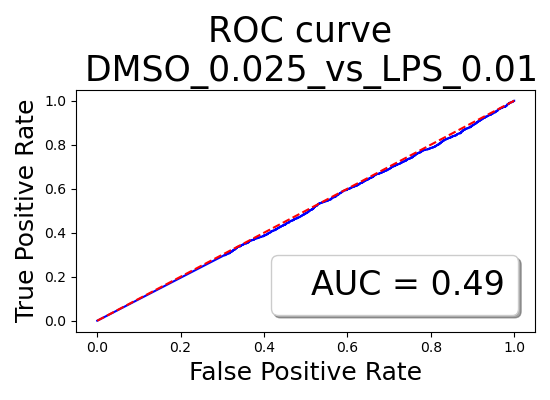 ROC curve
DMSO_0.025_vs_LPS_0.01
True Positive Rate
1.0
0.8
0.6
0.4
0.2
0.0
AUC = 0.49
0.0 0.2 0.4 0.6 0.8 1.0
False Positive Rate